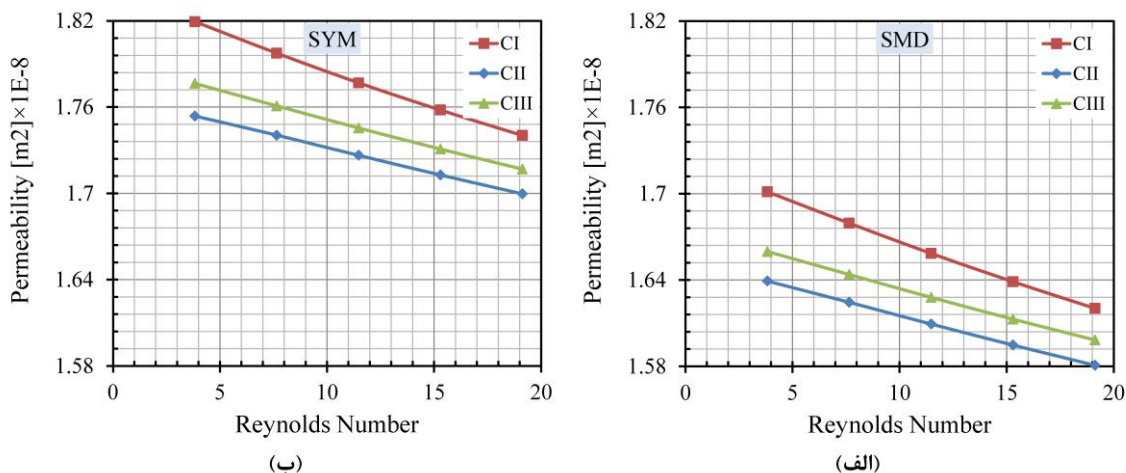 SYM
CI
CII
CIII
1.82
1.76
1.7
1.64
1.58
0 5 10 15 20
Permeability [m2]×1E-8
Reynolds Number
(ب)
SMD
CI
CII
CIII
1.82
1.76
1.7
1.64
1.58
0 5 10 15 20
Permeability [m2]×1E-8
Reynolds Number
(الف)